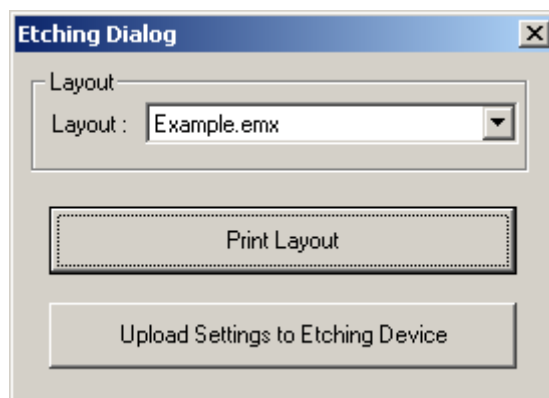 Etching Dialog
Layout
Layout : Example.emx
Print Layout
Upload Settings to Etching Device